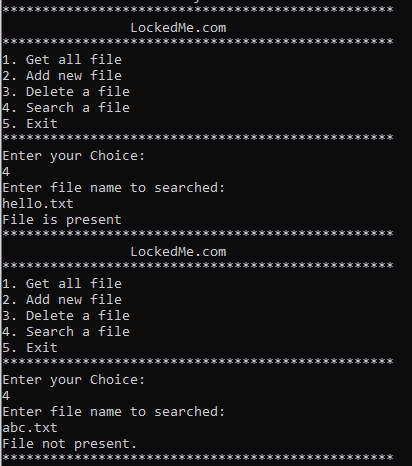 ************************************************
LockedMe.com
************************************************
1. Get all file
2. Add new file
3. Delete a file
4. Search a file
5. Exit
************************************************
Enter your Choice:
4
Enter file name to searched:
hello.txt
File is present
************************************************
LockedMe.com
************************************************
1. Get all file
2. Add new file
3. Delete a file
4. Search a file
5. Exit
************************************************
Enter your Choice:
4
Enter file name to searched:
abc.txt
File not present.
************************************************